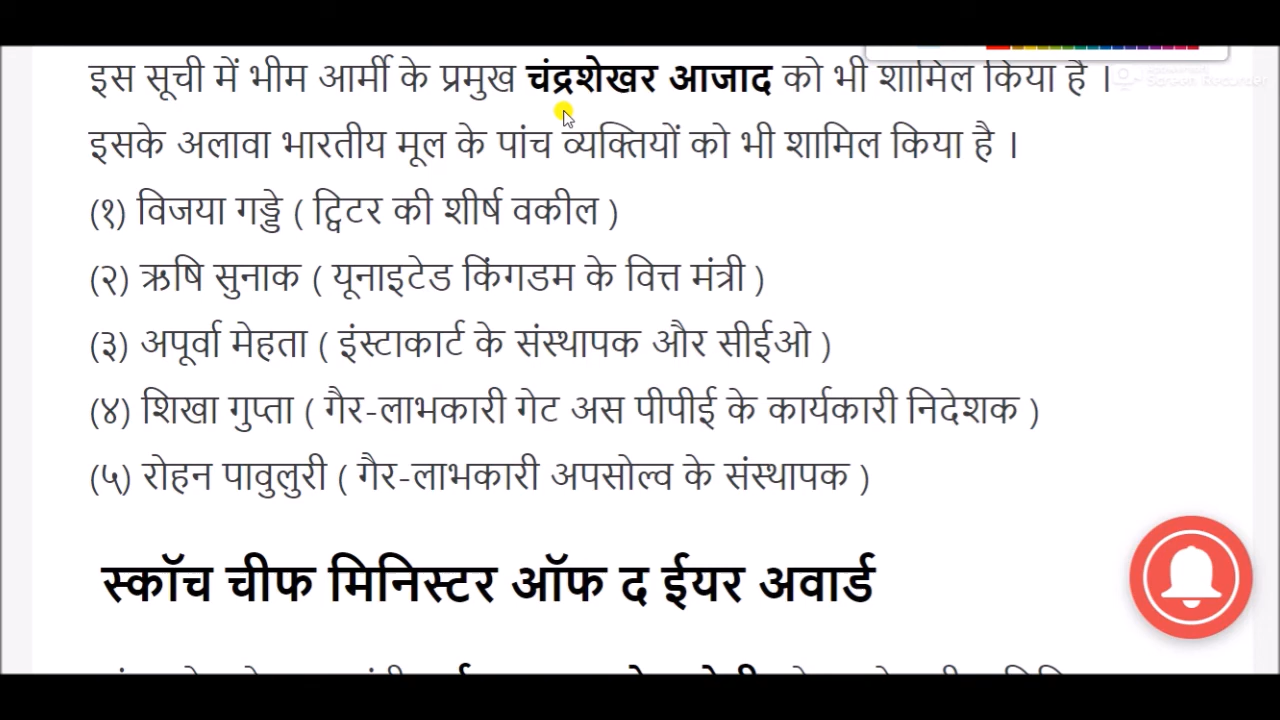 इस सूची में भीम आर्मी के प्रमुख चंद्रशेखर आजाद को भी शामिल किया है ।
इसके अलावा भारतीय मूल के पांच व्यक्तियों को भी शामिल किया है ।
(१) विजया गड्डे ( ट्विटर की शीर्ष वकील )
(२) ऋषि सुनाक ( यूनाइटेड किंगडम के वित्त मंत्री )
(३) अपूर्वा मेहता ( इंस्टाकार्ट के संस्थापक और सीईओ )
(४) शिखा गुप्ता ( गैर-लाभकारी गेट अस पीपीई के कार्यकारी निदेशक )
(५) रोहन पावुलुरी ( गैर-लाभकारी अपसोल्व के संस्थापक )
स्कॉच चीफ मिनिस्टर ऑफ द ईयर अवार्ड